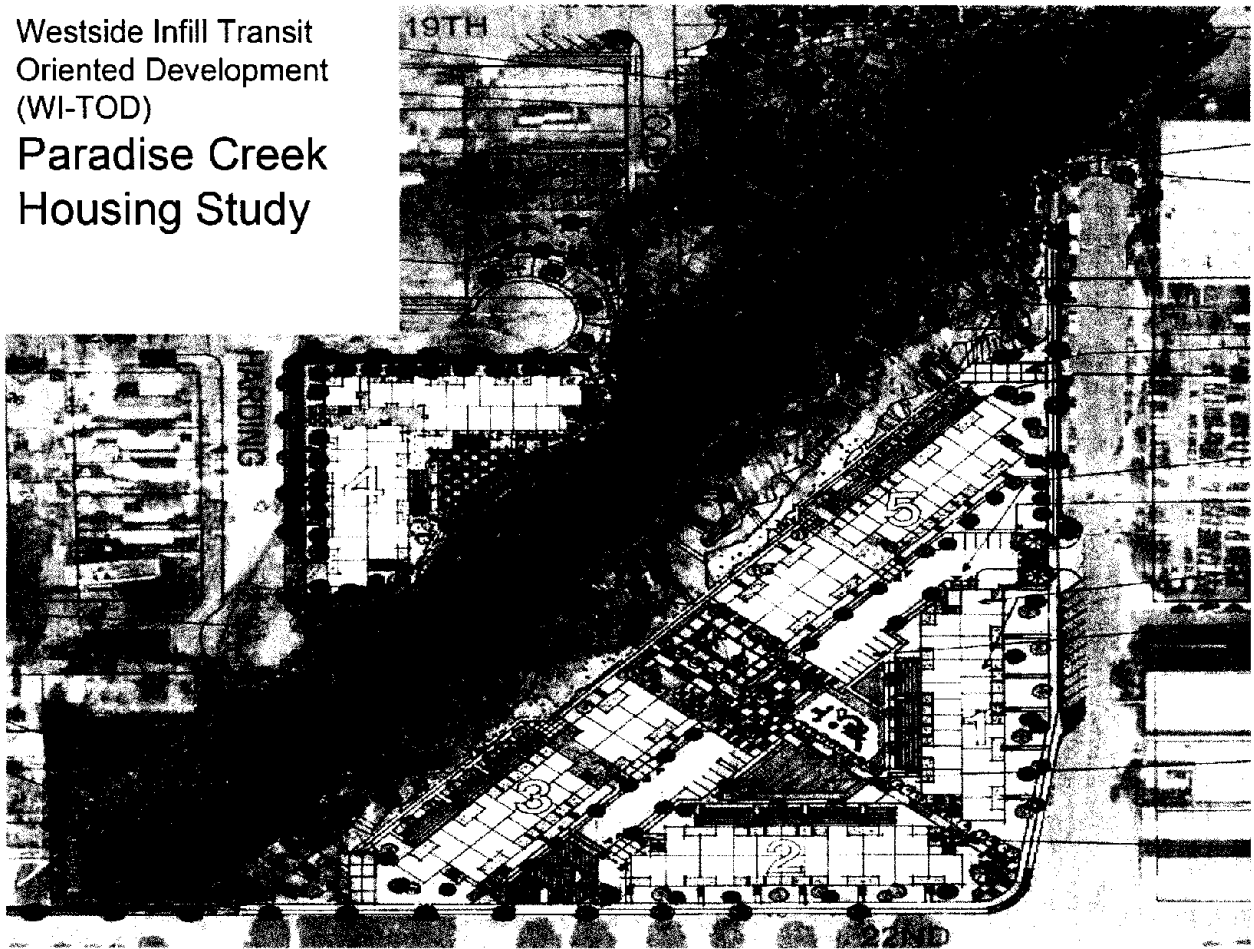 Westside Infill Transit
Oriented Development
(WI-TOD)
Paradise Creek
Housing Study
19TH
HARDING
4
5
1
3
2
22ND